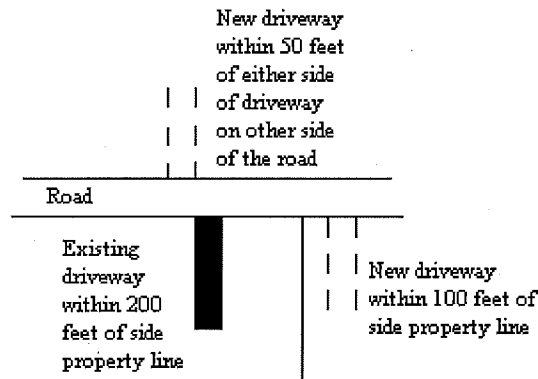 New driveway
within 50 feet
of either side
of driveway
on other side
of the road
Road
Existing
driveway
within 200
feet of side
property line
New driveway
within 100 feet of
side property line